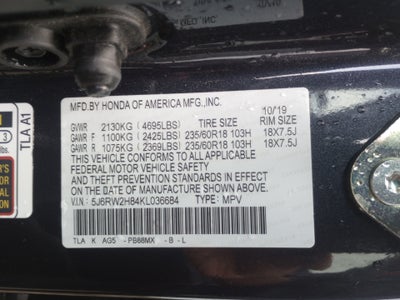 MFD.BY HONDA OF AMERICA MFG.,INC. 10/19
GVWR 2130KG (4695LBS) TIRE SIZE RIM SIZE
GAWR F 1100KG (2425LBS) 235/60R18 103H 18X7.5J
GAWR R 1075KG (2369LBS) 235/60R18 103H 18X7.5J
THIS VEHICLE CONFORMS TO ALL APPLICABLE
FEDERAL MOTOR VEHICLE SAFETY
AND THEFT PREVENTION STANDARDS IN EFFECT
ON THE DATE OF MANUFACTURE SHOWN ABOVE.
V.I.N: 5J6RW2H84KL036684 TYPE: MPV
TLA K AG5 -PB88MX -B -L
TLA A1
3